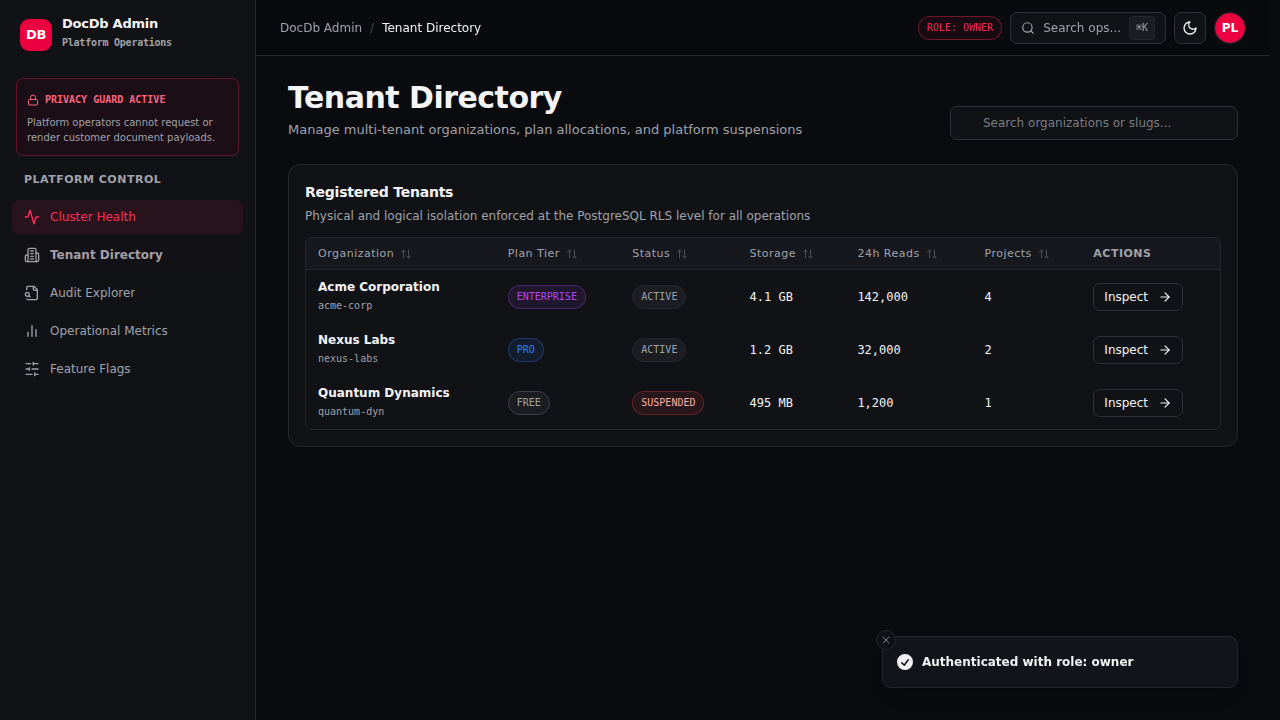 DB
DocDb Admin
Platform Operations
PRIVACY GUARD ACTIVE
Platform operators cannot request or
render customer document payloads.
PLATFORM CONTROL
Cluster Health
Tenant Directory
Audit Explorer
Operational Metrics
Feature Flags
DocDb Admin / Tenant Directory
ROLE: OWNER
Search ops... ⌘K
PL
Tenant Directory
Manage multi-tenant organizations, plan allocations, and platform suspensions
Search organizations or slugs...
Registered Tenants
Physical and logical isolation enforced at the PostgreSQL RLS level for all operations
Organization Plan Tier Status Storage 24h Reads Projects ACTIONS
Acme Corporation
acme-corp
ENTERPRISE ACTIVE 4.1 GB 142,000 4 Inspect
Nexus Labs
nexus-labs
PRO ACTIVE 1.2 GB 32,000 2 Inspect
Quantum Dynamics
quantum-dyn
FREE SUSPENDED 495 MB 1,200 1 Inspect
Authenticated with role: owner